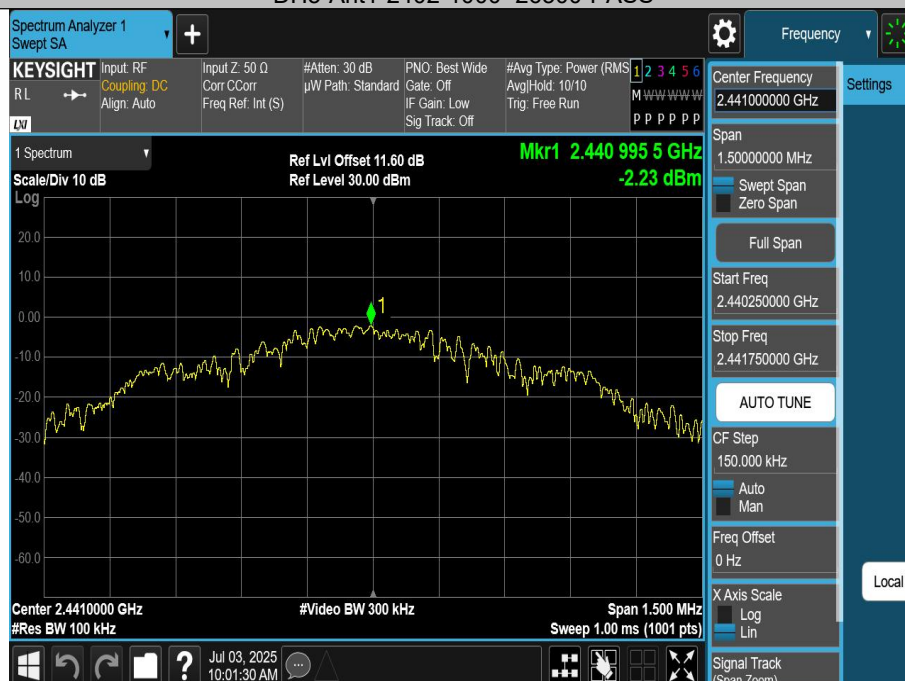 Spectrum Analyzer 1
Swept SA
+
Frequency
KEYSIGHT
RL
LXI
Input: RF
Coupling: DC
Align: Auto
Input Z: 50 Ω
Corr CCorr
Freq Ref: Int (S)
#Atten: 30 dB
µW Path: Standard
PNO: Best Wide
Gate: Off
IF Gain: Low
Sig Track: Off
#Avg Type: Power (RMS
Avg|Hold: 10/10
Trig: Free Run
1 2 3 4 5 6
M W W W W W
P P P P P P
1 Spectrum
Scale/Div 10 dB
Log
Ref Lvl Offset 11.60 dB
Ref Level 30.00 dBm
Mkr1 2.440 995 5 GHz
-2.23 dBm
20.0
10.0
0.00
-10.0
-20.0
-30.0
-40.0
-50.0
-60.0
1
Center 2.4410000 GHz
#Res BW 100 kHz
#Video BW 300 kHz
Span 1.500 MHz
Sweep 1.00 ms (1001 pts)
Center Frequency
2.441000000 GHz
Settings
Span
1.50000000 MHz
Swept Span
Zero Span
Full Span
Start Freq
2.440250000 GHz
Stop Freq
2.441750000 GHz
AUTO TUNE
CF Step
150.000 kHz
Auto
Man
Freq Offset
0 Hz
X Axis Scale
Log
Lin
Local
Signal Track
(Span Zoom)
?
Jul 03, 2025
10:01:30 AM